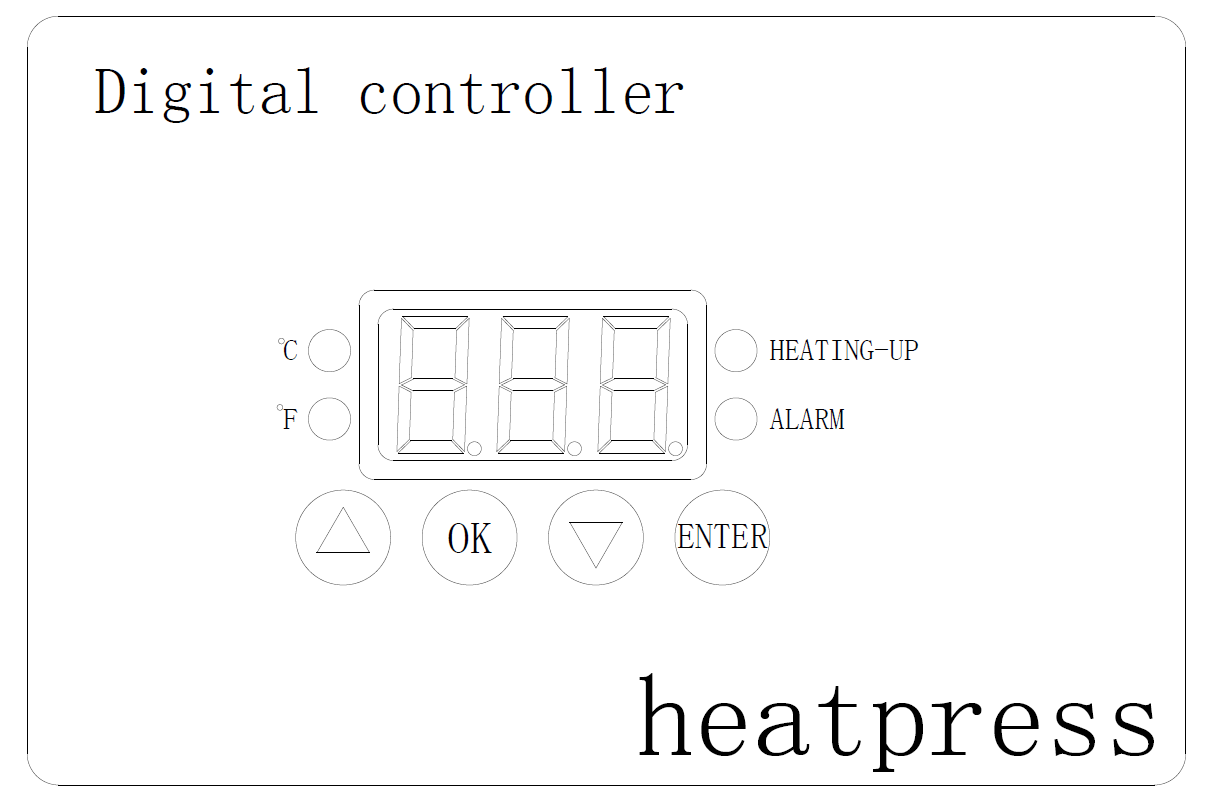 Digital controller
℃
HEATING-UP
℉
ALARM
OK
ENTER
heatpress